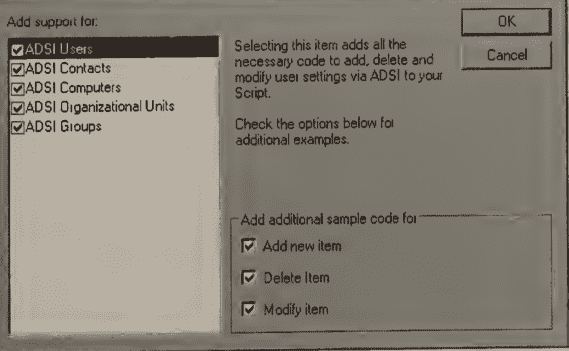 Add support for:
OK
Cancel
ADSI Users
ADSI Contacts
ADSI Computers
ADSI Organizational Units
ADSI Groups
Selecting this item adds all the
necessary code to add, delete and
modify user settings via ADSI to your
Script.
Check the options below for
additional examples.
Add additional sample code for
Add new item
Delete Item
Modify item